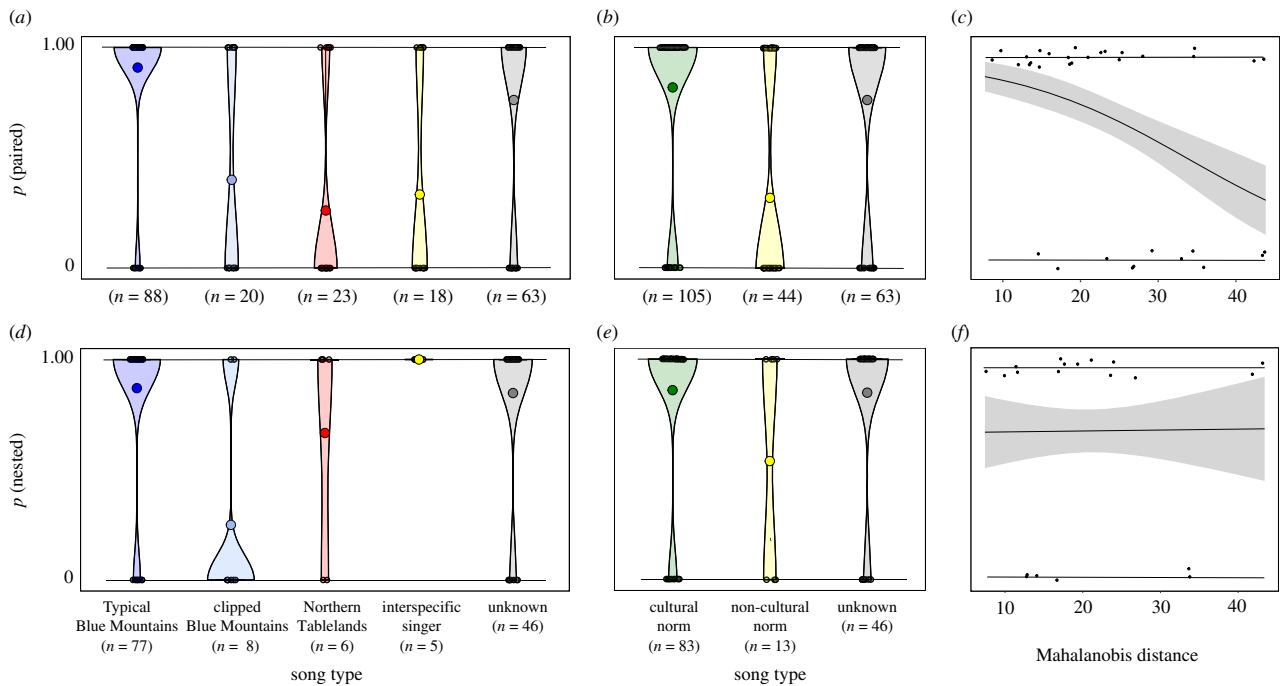 (a)
(b)
(c)
1.00
p (paired)
0
(n = 88)
(n = 20)
(n = 23)
(n = 18)
(n = 63)
(n = 105)
(n = 44)
(n = 63)
10
20
30
40
(d)
(e)
(f)
1.00
p (nested)
0
Typical
Blue Mountains
(n = 77)
clipped
Blue Mountains
(n = 8)
Northern
Tablelands
(n = 6)
interspecific
singer
(n = 5)
unknown
(n = 46)
song type
cultural
norm
(n = 83)
non-cultural
norm
(n = 13)
unknown
(n = 46)
song type
10
20
30
40
Mahalanobis distance